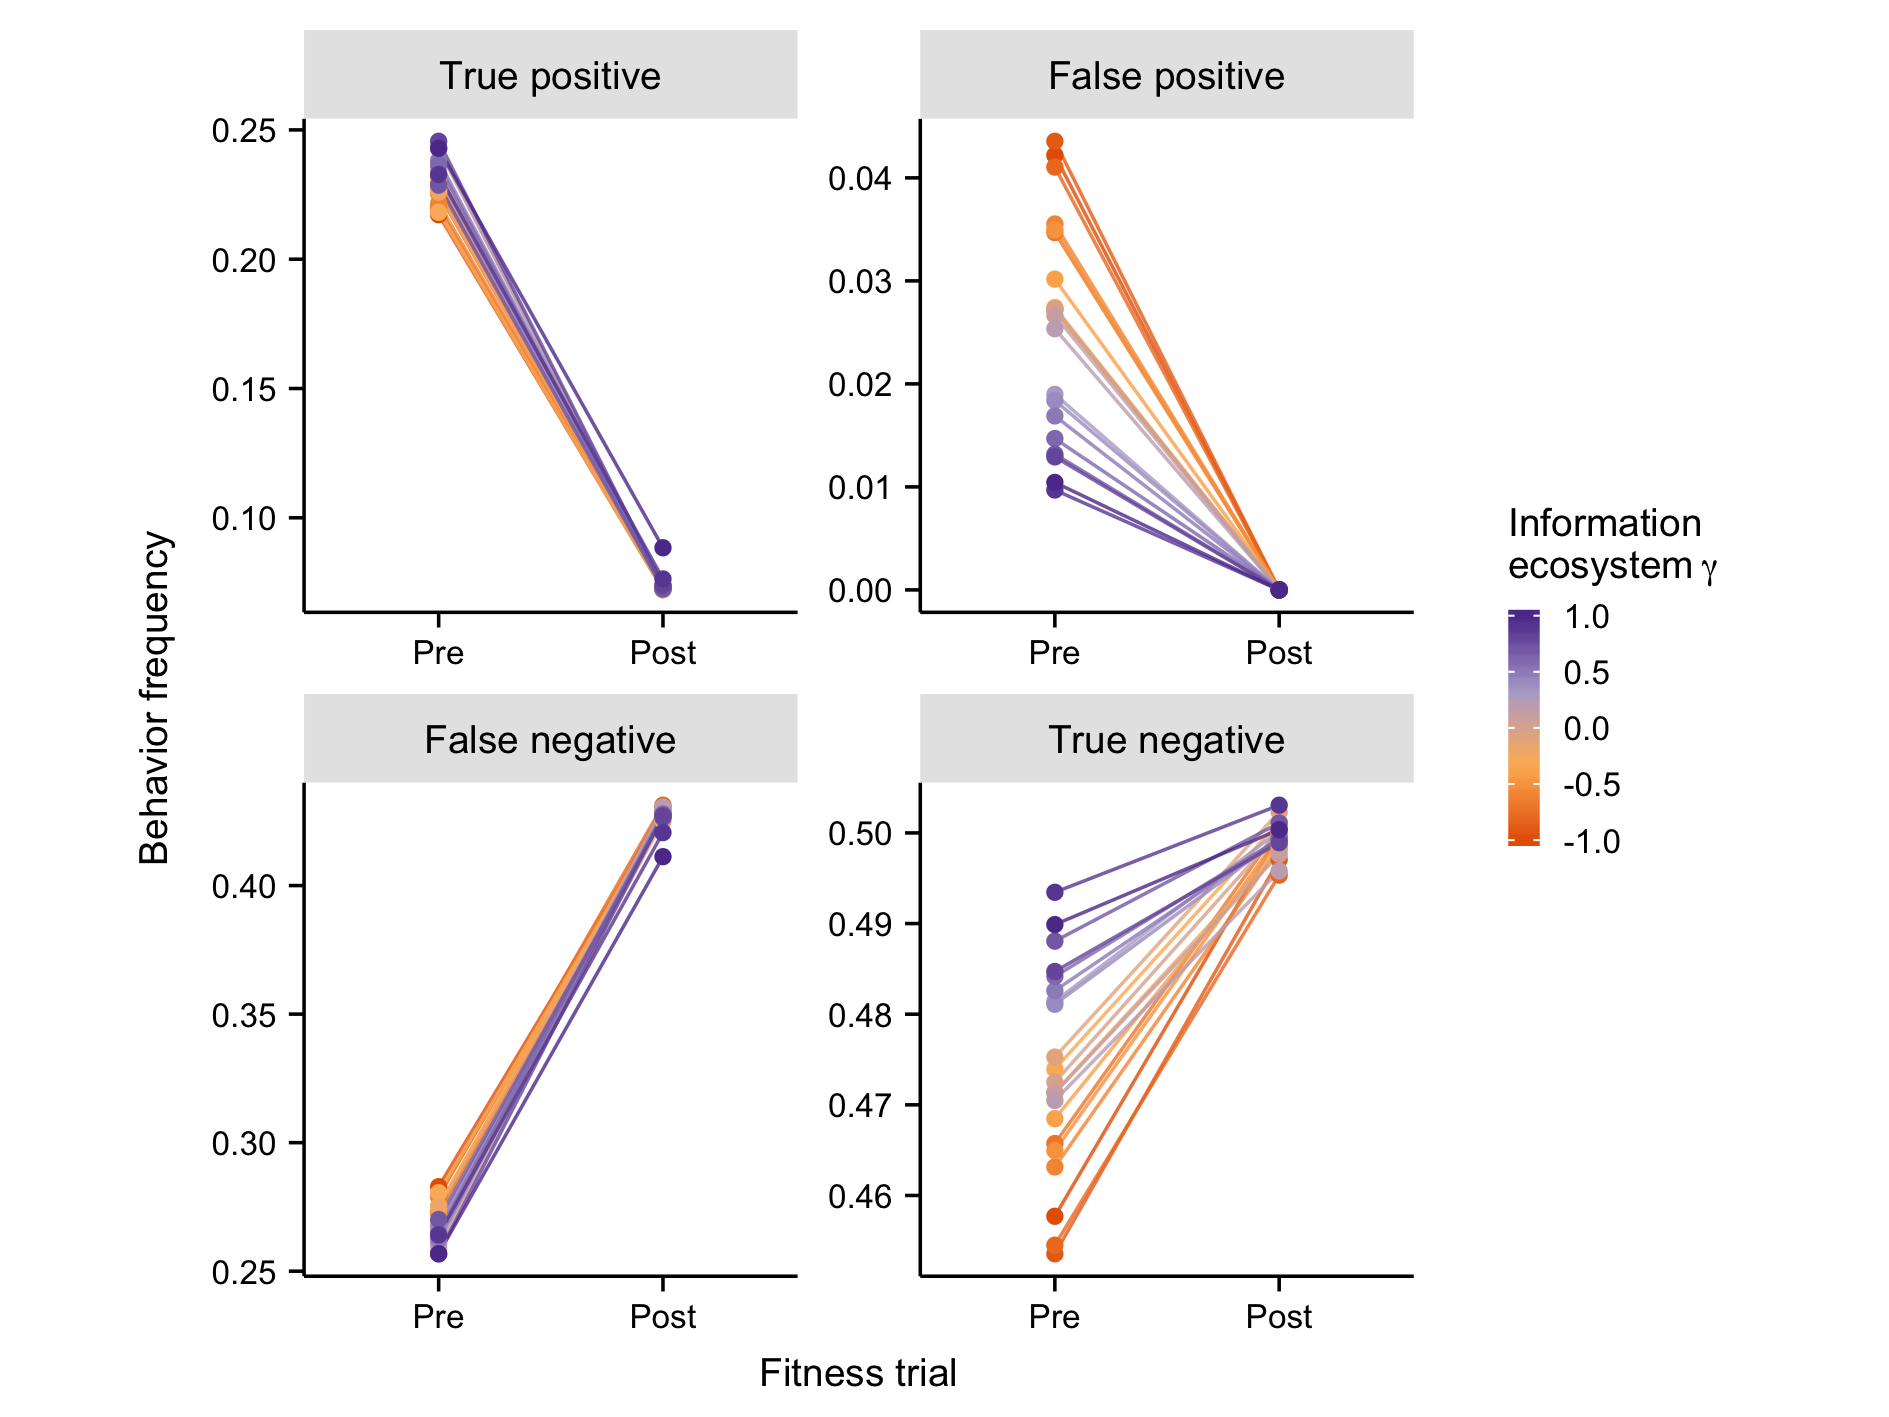 True positive
False positive
0.25
0.20
0.15
0.10
0.04
0.03
0.02
0.01
0.00
Pre
Post
Pre
Post
False negative
True negative
0.40
0.35
0.30
0.25
0.50
0.49
0.48
0.47
0.46
Pre
Post
Pre
Post
Behavior frequency
Fitness trial
Information
ecosystem γ
1.0
0.5
0.0
-0.5
-1.0